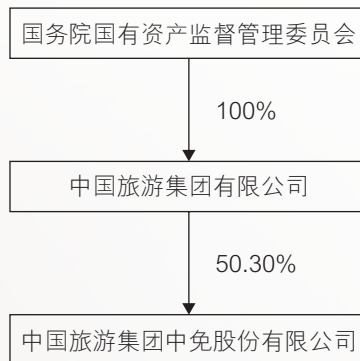 国务院国有资产监督管理委员会
100%
中国旅游集团有限公司
50.30%
中国旅游集团中免股份有限公司